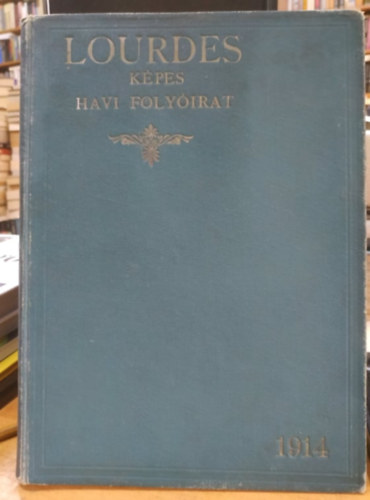 LOURDES
KÉPES
HAVI FOLYÓIRAT
1914